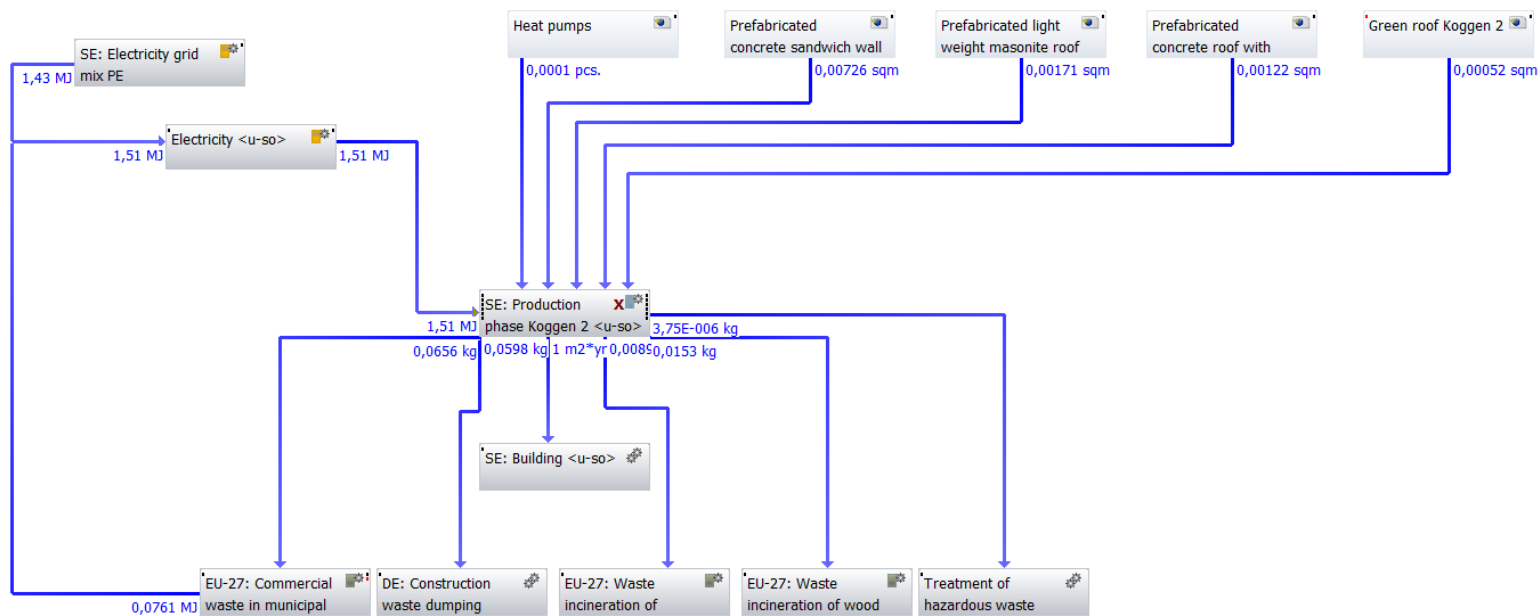 Heat pumps
Prefabricated
concrete sandwich wall
Prefabricated light
weight masonite roof
Prefabricated
concrete roof with
Green roof Koggen 2
SE: Electricity grid
mix PE
1,43 MJ
0,0001 pcs.
0,00726 sqm
0,00171 sqm
0,00122 sqm
0,00052 sqm
Electricity <u-so>
1,51 MJ
1,51 MJ
SE: Production
X
phase Koggen 2 <u-so>
1,51 MJ
3,75E-006 kg
0,0656 kg
0,0598 kg
1 m2*yr
0,0089
0,0153 kg
SE: Building <u-so>
EU-27: Commercial
waste in municipal
DE: Construction
waste dumping
EU-27: Waste
incineration of
EU-27: Waste
incineration of wood
Treatment of
hazardous waste
0,0761 MJ